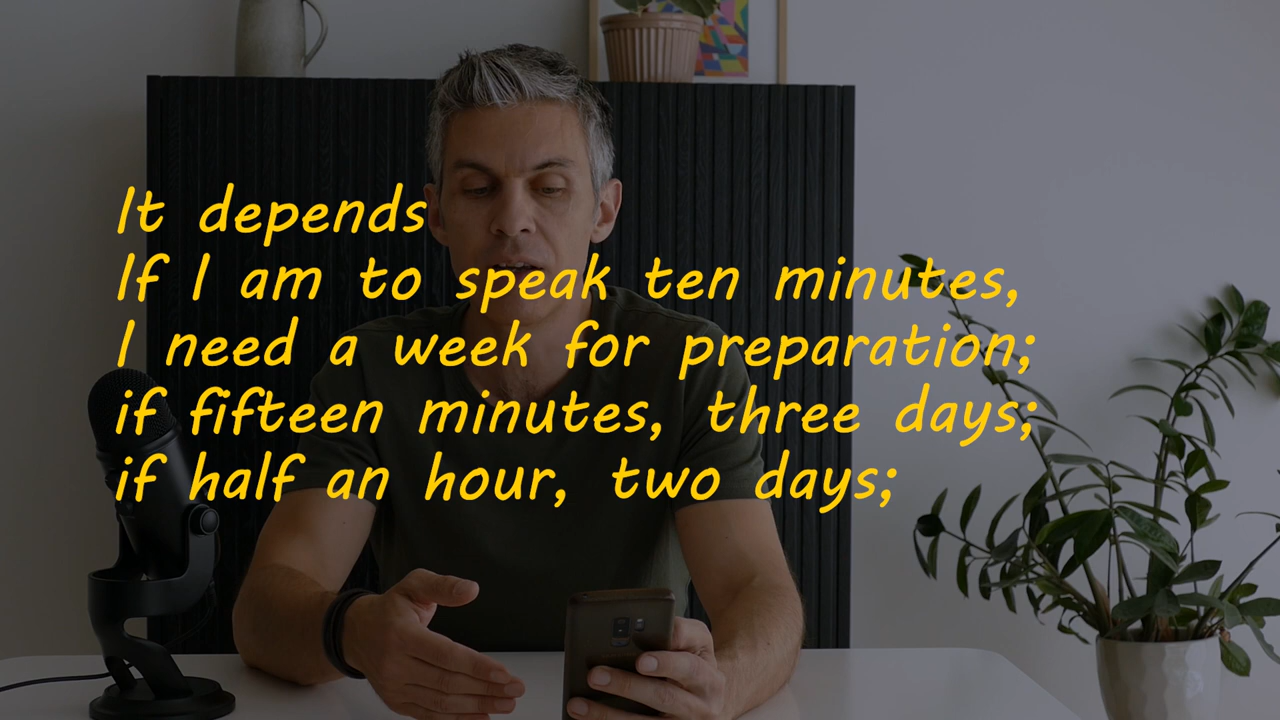 It depends
If I am to speak ten minutes,
I need a week for preparation;
if fifteen minutes, three days;
if half an hour, two days;